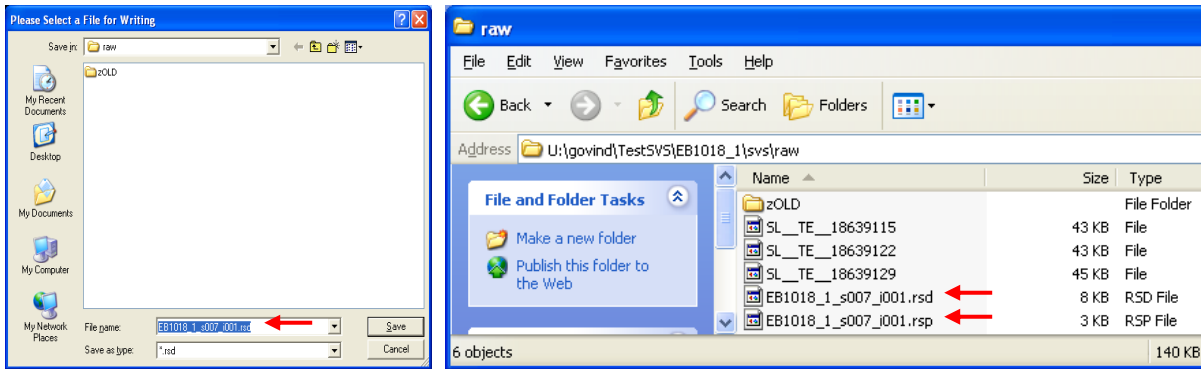 Please Select a File for Writing
Save in: raw
zOLD
My Recent
Documents
Desktop
My Documents
My Computer
My Network
Places
File name: EB1018_1_s007_i001.rsd Save
Save as type: *.rsd Cancel
raw
File Edit View Favorites Tools Help
Back Search Folders
Address U:\govind\TestSVS\EB1018_1\svs\raw
Name Size Type
File and Folder Tasks
Make a new folder
Publish this folder to
the Web
zOLD File Folder
SL__TE__18639115 43 KB File
SL__TE__18639122 43 KB File
SL__TE__18639129 45 KB File
EB1018_1_s007_i001.rsd 8 KB RSD File
EB1018_1_s007_i001.rsp 3 KB RSP File
6 objects 140 KB